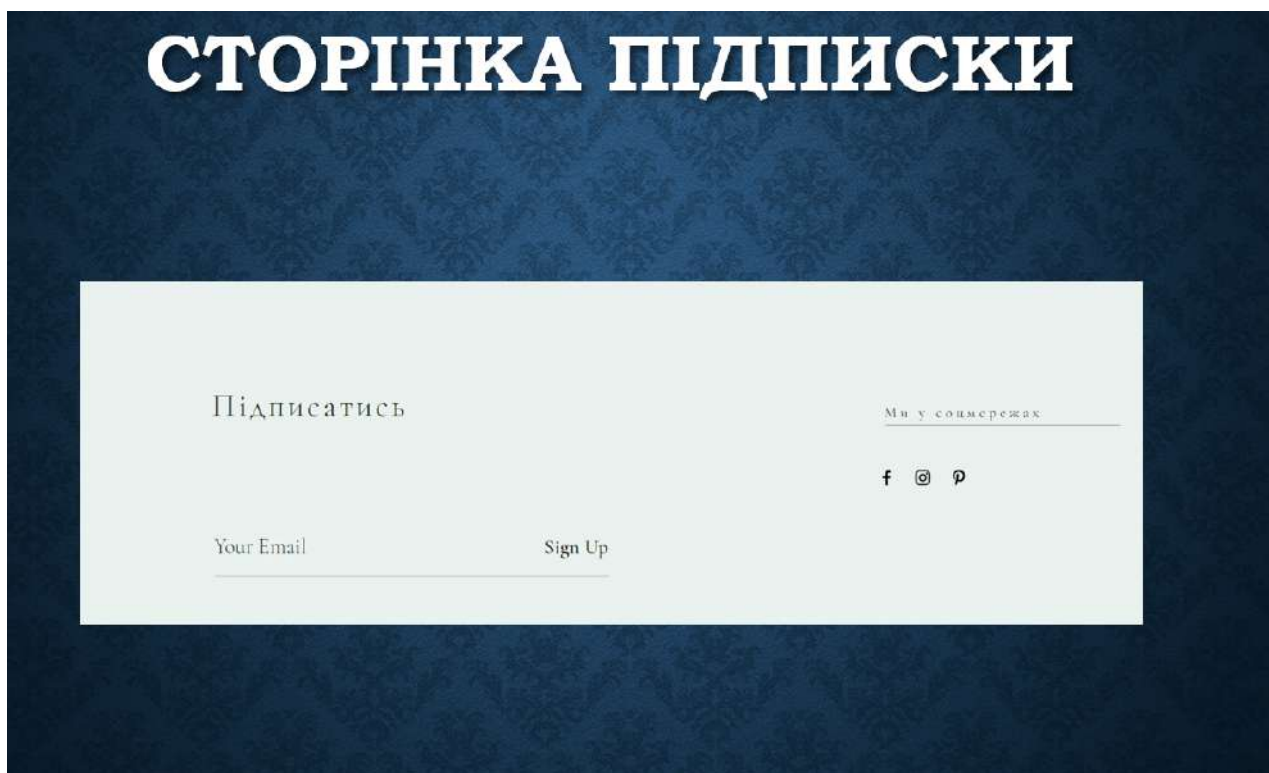 СТОРІНКА ПІДПИСКИ
Підписатись
Ми у соцмережах
Your Email
Sign Up